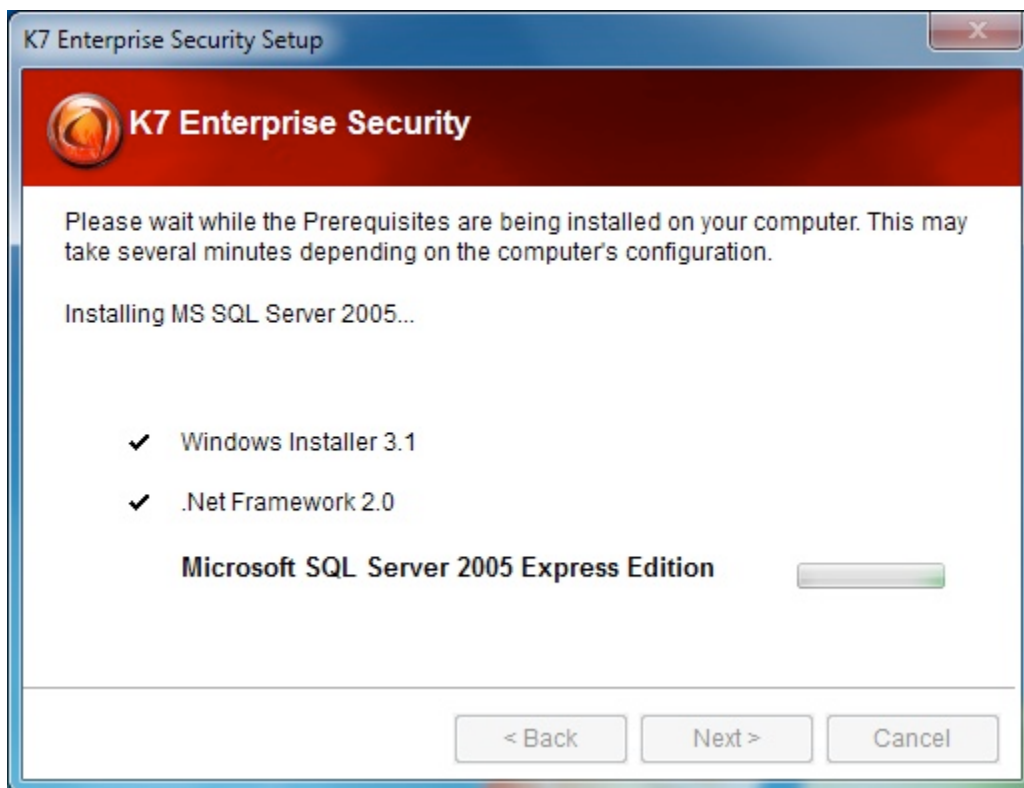 K7 Enterprise Security Setup
K7 Enterprise Security
Please wait while the Prerequisites are being installed on your computer. This may
take several minutes depending on the computer's configuration.
Installing MS SQL Server 2005...
✔ Windows Installer 3.1
✔ .Net Framework 2.0
Microsoft SQL Server 2005 Express Edition
< Back Next > Cancel